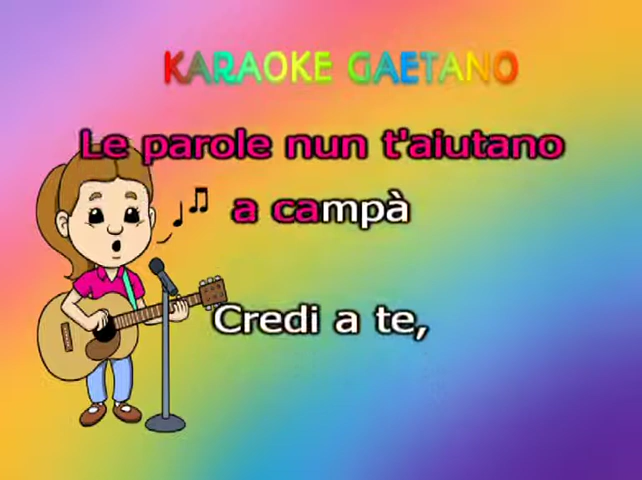 KARAOKE GAETANO
Le parole nun t'aiutano
a campà
Credi a te,